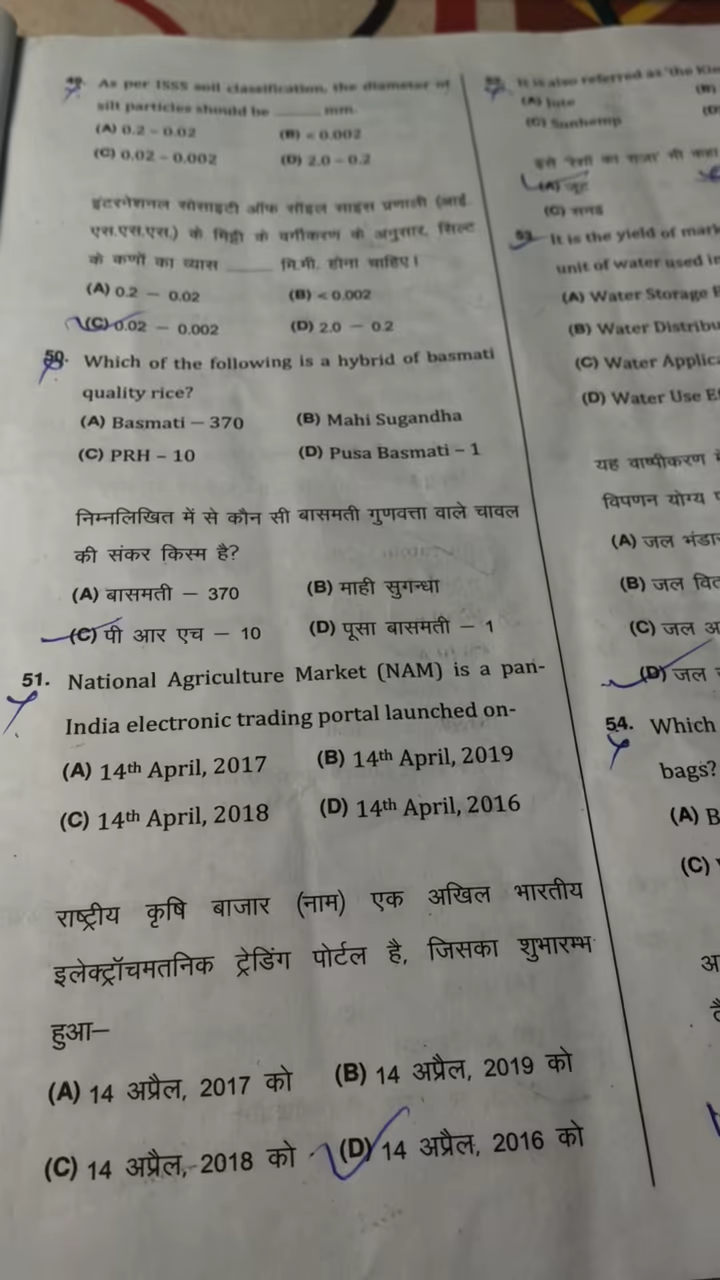 49. As per ISSS soil classification, the diameter of
silt particles should be ______ mm.
(A) 0.2 – 0.02 (B) < 0.002
(C) 0.02 – 0.002 (D) 2.0 – 0.2
इंटरनेशनल सोसाइटी ऑफ सॉइल साइंस प्रणाली (आई.
एस.एस.एस.) के मिट्टी के वर्गीकरण के अनुसार, सिल्ट
के कणों का व्यास ______ मि.मी. होना चाहिए।
(A) 0.2 – 0.02 (B) < 0.002
(C) 0.02 – 0.002 (D) 2.0 – 0.2
50. Which of the following is a hybrid of basmati
quality rice?
(A) Basmati – 370 (B) Mahi Sugandha
(C) PRH – 10 (D) Pusa Basmati – 1
निम्नलिखित में से कौन सी बासमती गुणवत्ता वाले चावल
की संकर किस्म है?
(A) बासमती – 370 (B) माही सुगन्धा
(C) पी आर एच – 10 (D) पूसा बासमती – 1
51. National Agriculture Market (NAM) is a pan-
India electronic trading portal launched on-
(A) 14th April, 2017 (B) 14th April, 2019
(C) 14th April, 2018 (D) 14th April, 2016
राष्ट्रीय कृषि बाजार (नाम) एक अखिल भारतीय
इलेक्ट्रॉचमतनिक ट्रेडिंग पोर्टल है, जिसका शुभारम्भ
हुआ–
(A) 14 अप्रैल, 2017 को (B) 14 अप्रैल, 2019 को
(C) 14 अप्रैल, 2018 को (D) 14 अप्रैल, 2016 को
It is also referred as 'the
(A) Jute (B)
(C) Sunhemp (D)
इसे 'रेशों का राजा' भी कहा
(A) जूट
(C) सनई
53. It is the yield of
unit of water used
(A) Water Storage
(B) Water
(C) Water
(D) Water Use
यह वाष्पीकरण
विपणन योग्य
(A) जल
(B) जल
(C) जल
(D) जल
54. Which
bags?
(A) B
(C)